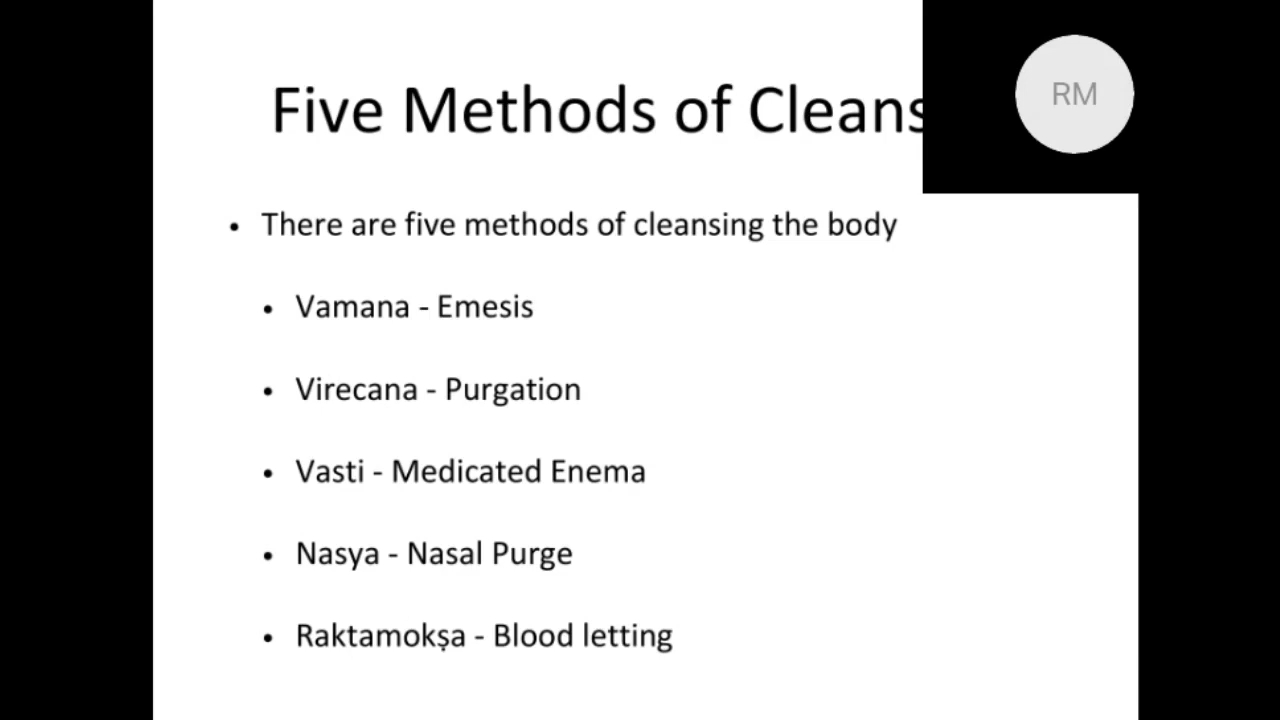 Five Methods of Cleans
RM
• There are five methods of cleansing the body
• Vamana - Emesis
• Virecana - Purgation
• Vasti - Medicated Enema
• Nasya - Nasal Purge
• Raktamokṣa - Blood letting